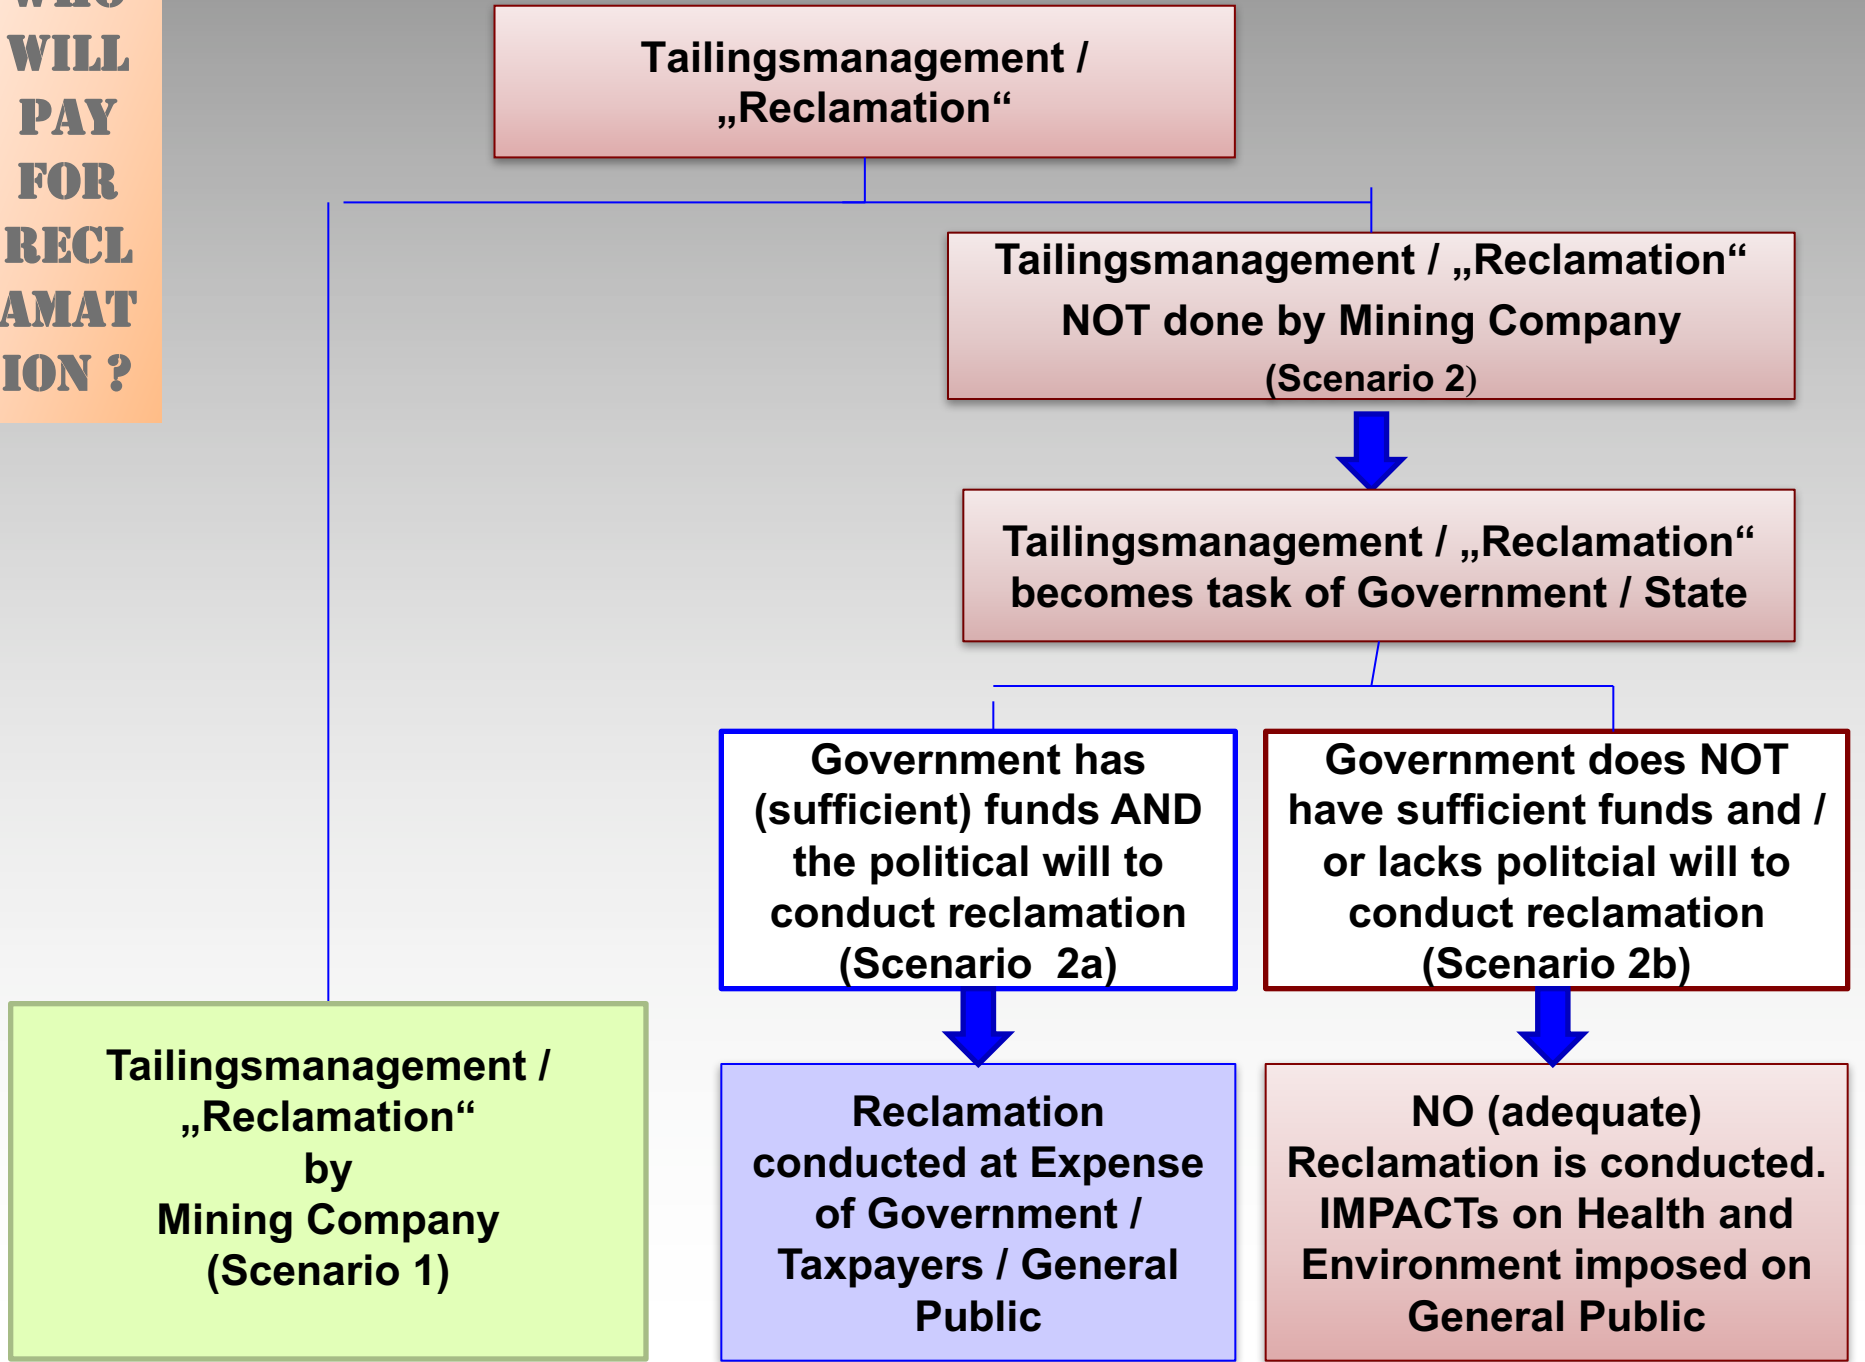 WHO
WILL
PAY
FOR
RECL
AMAT
ION ?
Tailingsmanagement /
„Reclamation“
Tailingsmanagement / „Reclamation“
NOT done by Mining Company
(Scenario 2)
Tailingsmanagement / „Reclamation“
becomes task of Government / State
Government has
(sufficient) funds AND
the political will to
conduct reclamation
(Scenario 2a)
Government does NOT
have sufficient funds and /
or lacks politcial will to
conduct reclamation
(Scenario 2b)
Tailingsmanagement /
„Reclamation“
by
Mining Company
(Scenario 1)
Reclamation
conducted at Expense
of Government /
Taxpayers / General
Public
NO (adequate)
Reclamation is conducted.
IMPACTs on Health and
Environment imposed on
General Public